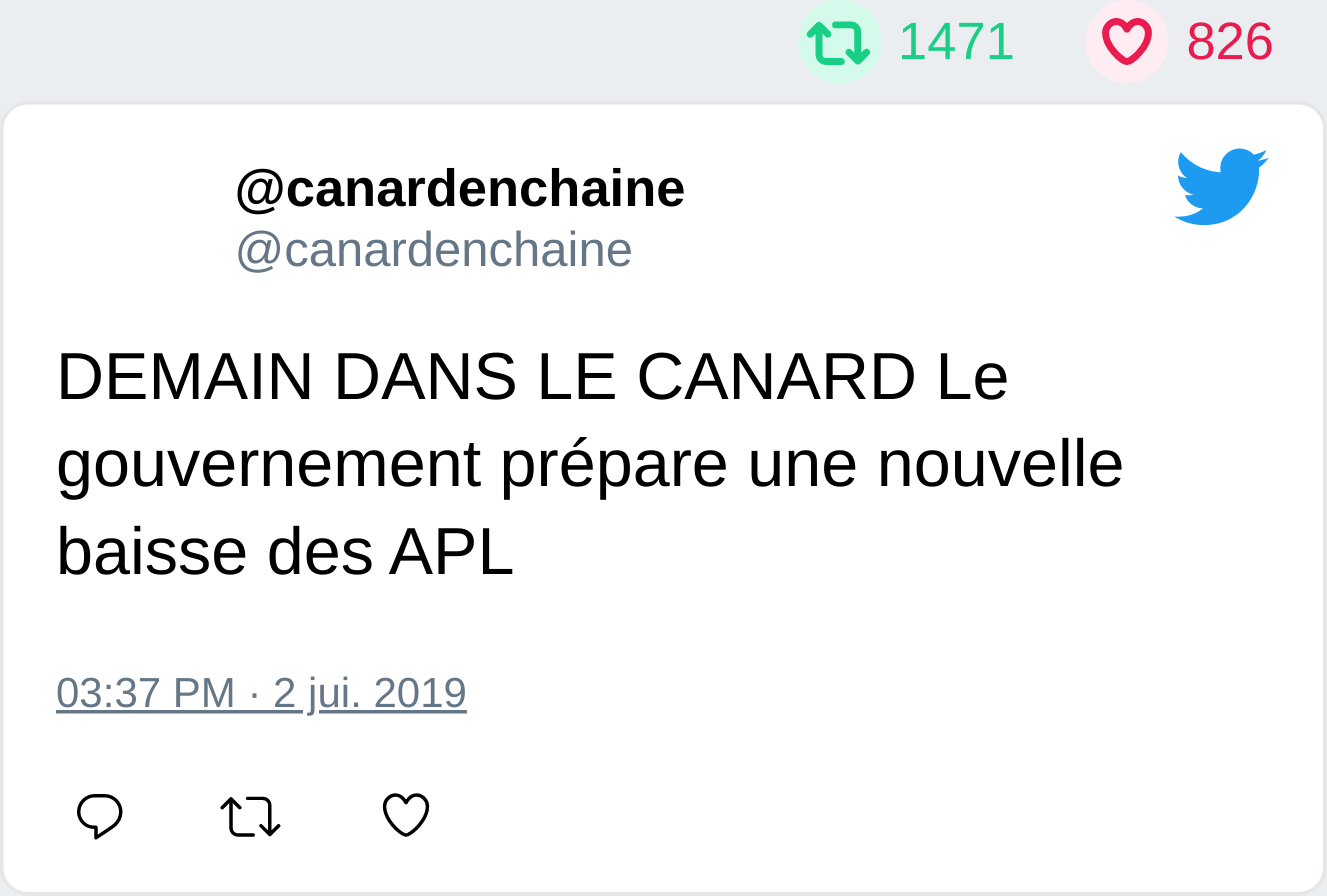 1471 826
@canardenchaine
@canardenchaine
DEMAIN DANS LE CANARD Le
gouvernement prépare une nouvelle
baisse des APL
03:37 PM · 2 jui. 2019